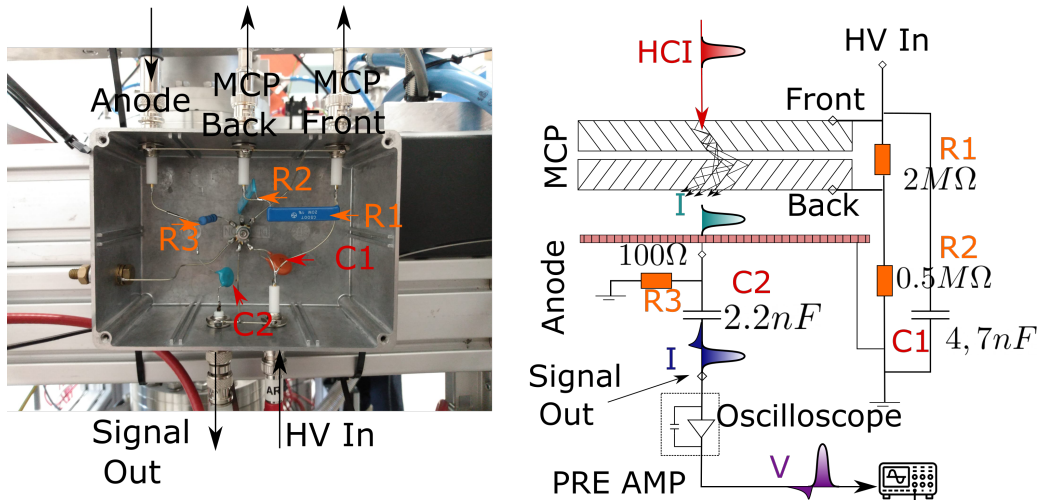 Anode
MCP
Back
MCP
Front
R2
R1
R3
C1
C2
Signal
Out
HV In
HCI
HV In
Front
MCP
R1
2MΩ
Back
I
Anode
100Ω
R3
C2
2.2nF
R2
0.5MΩ
C1
4,7nF
I
Signal
Out
Oscilloscope
PRE AMP
V